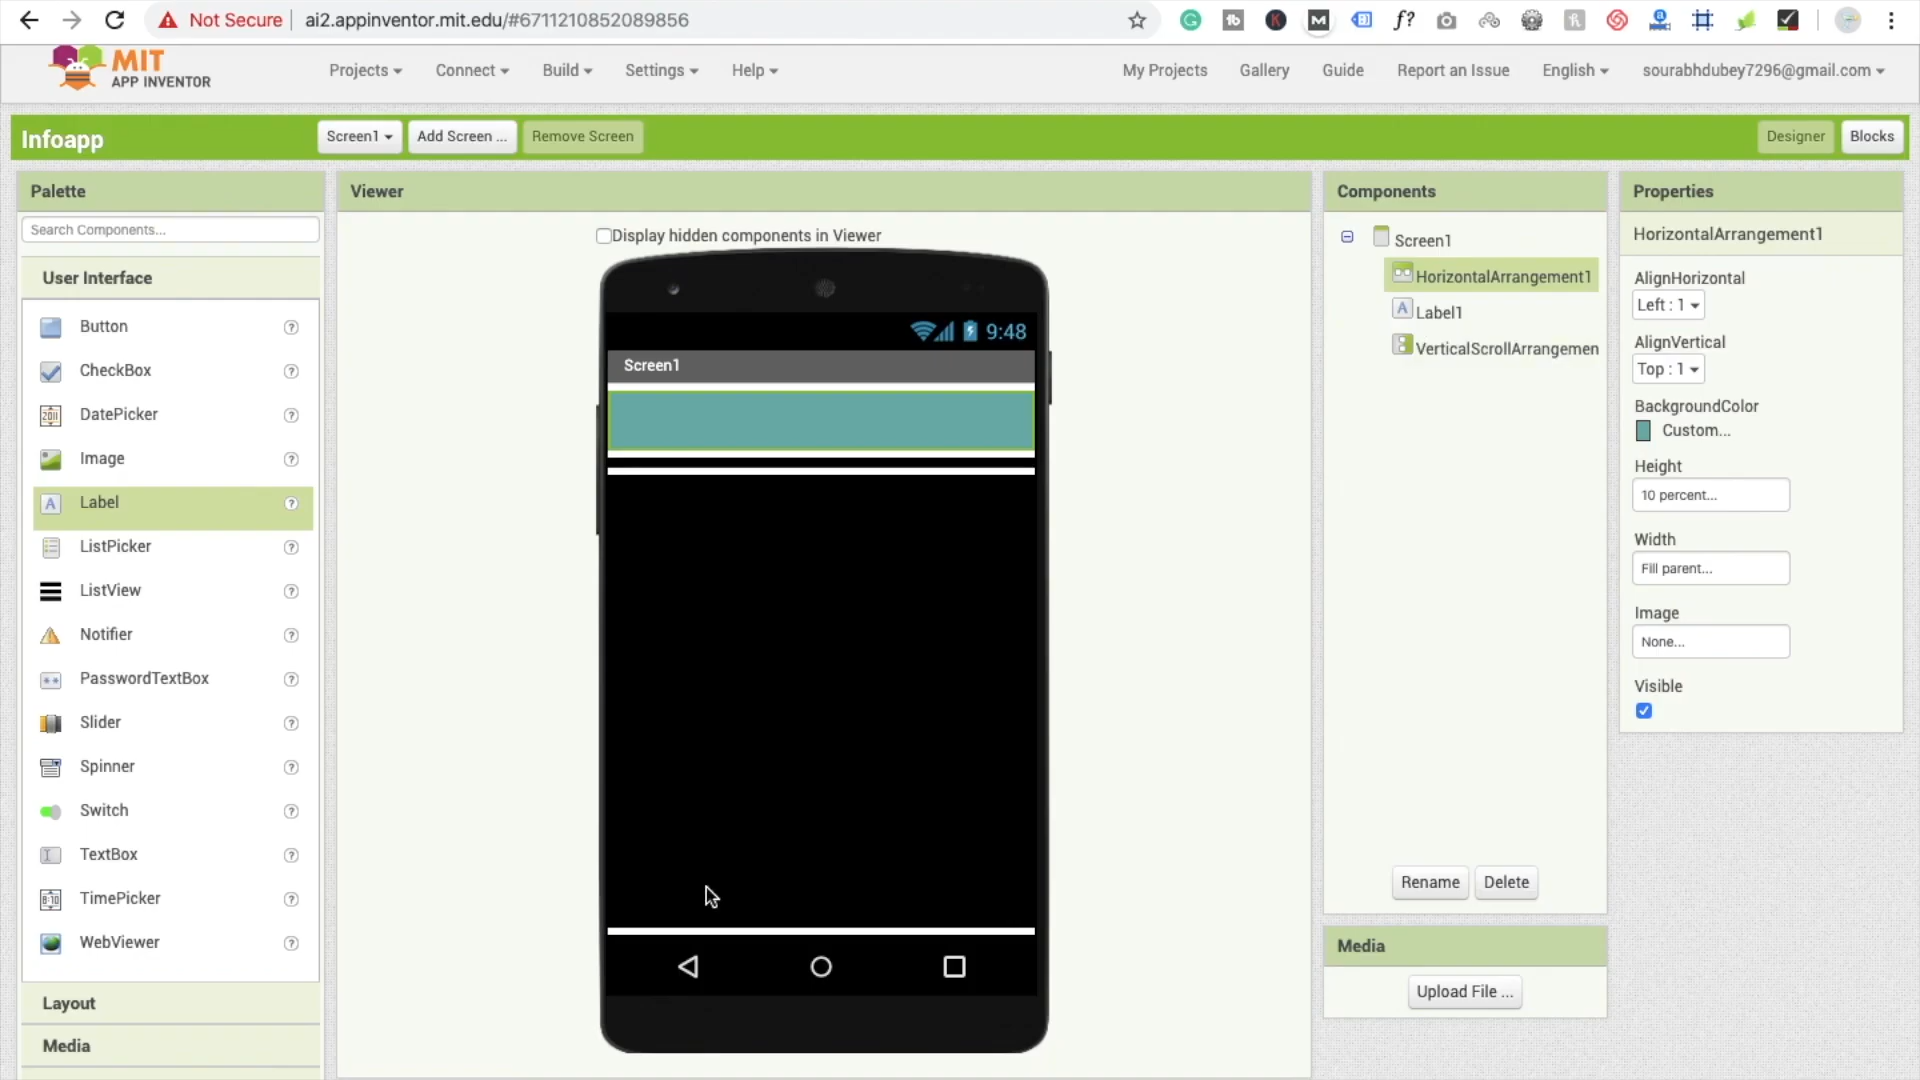 Not Secure
ai2.appinventor.mit.edu/#6711210852089856
MIT
APP INVENTOR
Projects
Connect
Build
Settings
Help
My Projects
Gallery
Guide
Report an Issue
English
sourabhdubey7296@gmail.com
Infoapp
Screen1
Add Screen ...
Remove Screen
Designer
Blocks
Palette
Search Components...
User Interface
Button
CheckBox
DatePicker
Image
Label
ListPicker
ListView
Notifier
PasswordTextBox
Slider
Spinner
Switch
TextBox
TimePicker
WebViewer
Layout
Media
Viewer
Display hidden components in Viewer
9:48
Screen1
Components
Screen1
HorizontalArrangement1
Label1
VerticalScrollArrangemen
Rename
Delete
Media
Upload File ...
Properties
HorizontalArrangement1
AlignHorizontal
Left : 1
AlignVertical
Top : 1
BackgroundColor
Custom...
Height
10 percent...
Width
Fill parent...
Image
None...
Visible